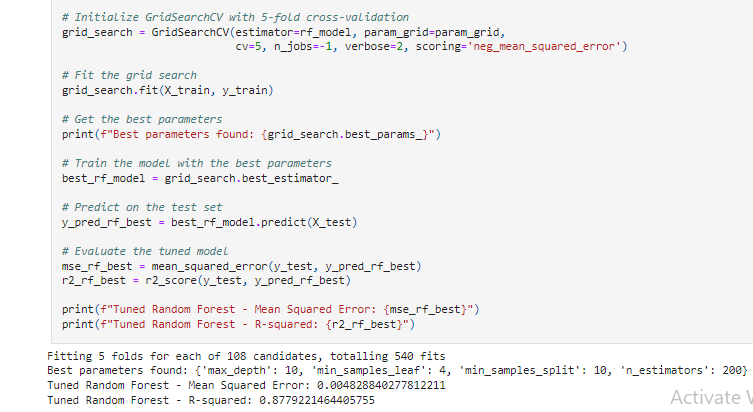 # Initialize GridSearchCV with 5-fold cross-validation
grid_search = GridSearchCV(estimator=rf_model, param_grid=param_grid,
                           cv=5, n_jobs=-1, verbose=2, scoring='neg_mean_squared_error')
# Fit the grid search
grid_search.fit(X_train, y_train)
# Get the best parameters
print(f"Best parameters found: {grid_search.best_params_}")
# Train the model with the best parameters
best_rf_model = grid_search.best_estimator_
# Predict on the test set
y_pred_rf_best = best_rf_model.predict(X_test)
# Evaluate the tuned model
mse_rf_best = mean_squared_error(y_test, y_pred_rf_best)
r2_rf_best = r2_score(y_test, y_pred_rf_best)
print(f"Tuned Random Forest - Mean Squared Error: {mse_rf_best}")
print(f"Tuned Random Forest - R-squared: {r2_rf_best}")
Fitting 5 folds for each of 108 candidates, totalling 540 fits
Best parameters found: {'max_depth': 10, 'min_samples_leaf': 4, 'min_samples_split': 10, 'n_estimators': 200}
Tuned Random Forest - Mean Squared Error: 0.004828840277812211
Tuned Random Forest - R-squared: 0.8779221464405755
Activate